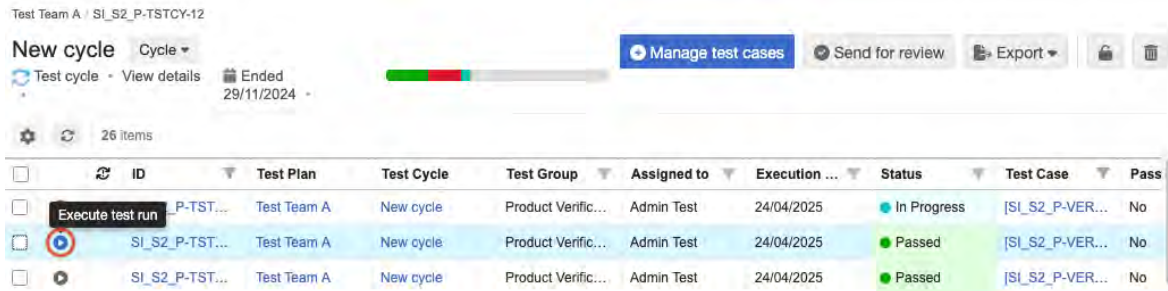 Test Team A / SI_S2_P-TSTCY-12
New cycle Cycle
Manage test cases Send for review Export
Test cycle • View details Ended
29/11/2024
26 items
ID Test Plan Test Cycle Test Group Assigned to Execution ... Status Test Case Pass
Execute test run P-TST... Test Team A New cycle Product Verific... Admin Test 24/04/2025 In Progress [SI_S2_P-VER... No
SI_S2_P-TST... Test Team A New cycle Product Verific... Admin Test 24/04/2025 Passed [SI_S2_P-VER... No
SI_S2_P-TST... Test Team A New cycle Product Verific... Admin Test 24/04/2025 Passed [SI_S2_P-VER... No